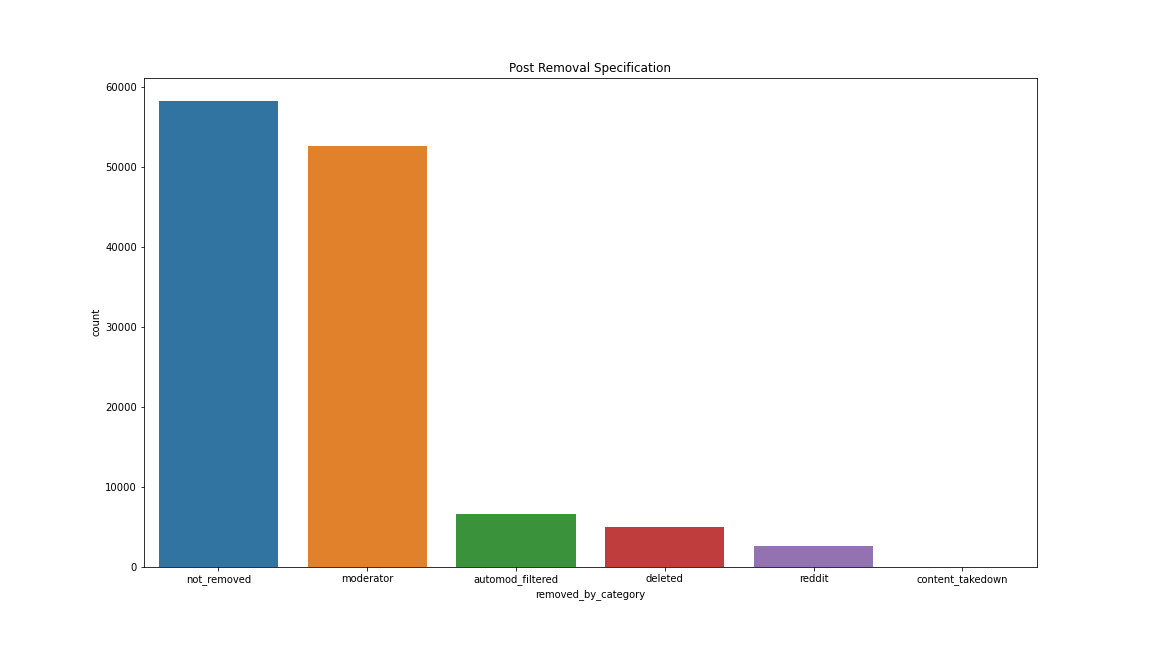 Post Removal Specification
60000
50000
40000
30000
20000
10000
0
count
not_removed moderator automod_filtered deleted reddit content_takedown
removed_by_category